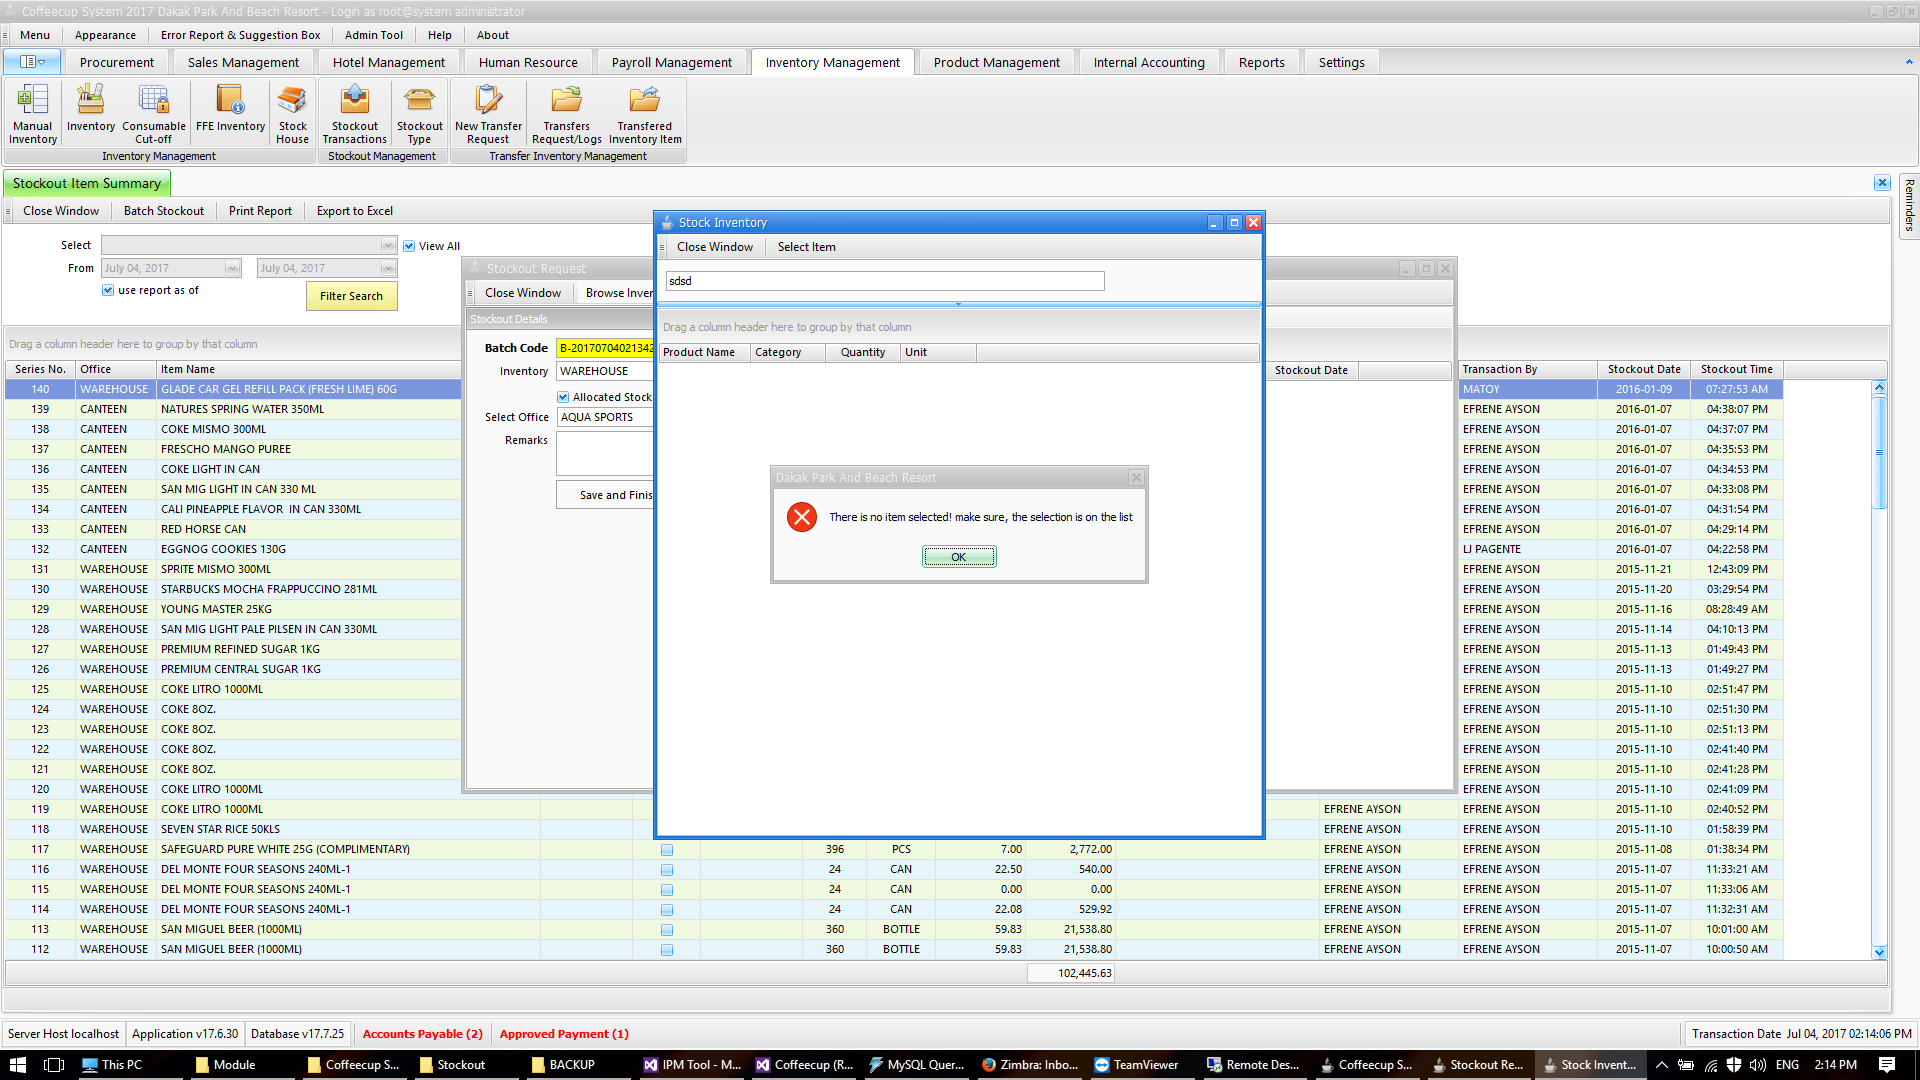 Coffeecup System 2017 Dakak Park And Beach Resort - Login as root@system administrator
Menu Appearance Error Report & Suggestion Box Admin Tool Help About
Procurement Sales Management Hotel Management Human Resource Payroll Management Inventory Management Product Management Internal Accounting Reports Settings
Manual Inventory Inventory Consumable Cut-off FFE Inventory Stock House Stockout Transactions Stockout Type New Transfer Request Transfers Request/Logs Transfered Inventory Item
Inventory Management Stockout Management Transfer Inventory Management
Stockout Item Summary
Reminders
Close Window Batch Stockout Print Report Export to Excel
Select View All
From July 04, 2017 July 04, 2017
use report as of
Filter Search
Drag a column header here to group by that column
Stockout Request
Close Window Browse Inver
Stockout Details
Batch Code B-20170704021342
Inventory WAREHOUSE
Allocated Stock
Select Office AQUA SPORTS
Remarks
Save and Finis
Stockout Date
Stock Inventory
Close Window Select Item
sdsd
Drag a column header here to group by that column
Product Name Category Quantity Unit
Dakak Park And Beach Resort
There is no item selected! make sure, the selection is on the list
OK
Series No. Office Item Name Transaction By Stockout Date Stockout Time
140 WAREHOUSE GLADE CAR GEL REFILL PACK (FRESH LIME) 60G MATOY 2016-01-09 07:27:53 AM
139 CANTEEN NATURES SPRING WATER 350ML EFRENE AYSON 2016-01-07 04:38:07 PM
138 CANTEEN COKE MISMO 300ML EFRENE AYSON 2016-01-07 04:37:07 PM
137 CANTEEN FRESCHO MANGO PUREE EFRENE AYSON 2016-01-07 04:35:53 PM
136 CANTEEN COKE LIGHT IN CAN EFRENE AYSON 2016-01-07 04:34:53 PM
135 CANTEEN SAN MIG LIGHT IN CAN 330 ML EFRENE AYSON 2016-01-07 04:33:08 PM
134 CANTEEN CALI PINEAPPLE FLAVOR IN CAN 330ML EFRENE AYSON 2016-01-07 04:31:54 PM
133 CANTEEN RED HORSE CAN EFRENE AYSON 2016-01-07 04:29:14 PM
132 CANTEEN EGGNOG COOKIES 130G LJ PAGENTE 2016-01-07 04:22:58 PM
131 WAREHOUSE SPRITE MISMO 300ML EFRENE AYSON 2015-11-21 12:43:09 PM
130 WAREHOUSE STARBUCKS MOCHA FRAPPUCCINO 281ML EFRENE AYSON 2015-11-20 03:29:54 PM
129 WAREHOUSE YOUNG MASTER 25KG EFRENE AYSON 2015-11-16 08:28:49 AM
128 WAREHOUSE SAN MIG LIGHT PALE PILSEN IN CAN 330ML EFRENE AYSON 2015-11-14 04:10:13 PM
127 WAREHOUSE PREMIUM REFINED SUGAR 1KG EFRENE AYSON 2015-11-13 01:49:43 PM
126 WAREHOUSE PREMIUM CENTRAL SUGAR 1KG EFRENE AYSON 2015-11-13 01:49:27 PM
125 WAREHOUSE COKE LITRO 1000ML EFRENE AYSON 2015-11-10 02:51:47 PM
124 WAREHOUSE COKE 8OZ. EFRENE AYSON 2015-11-10 02:51:30 PM
123 WAREHOUSE COKE 8OZ. EFRENE AYSON 2015-11-10 02:51:13 PM
122 WAREHOUSE COKE 8OZ. EFRENE AYSON 2015-11-10 02:41:40 PM
121 WAREHOUSE COKE 8OZ. EFRENE AYSON 2015-11-10 02:41:28 PM
120 WAREHOUSE COKE LITRO 1000ML EFRENE AYSON 2015-11-10 02:41:09 PM
119 WAREHOUSE COKE LITRO 1000ML EFRENE AYSON EFRENE AYSON 2015-11-10 02:40:52 PM
118 WAREHOUSE SEVEN STAR RICE 50KLS EFRENE AYSON EFRENE AYSON 2015-11-10 01:58:39 PM
117 WAREHOUSE SAFEGUARD PURE WHITE 25G (COMPLIMENTARY) 396 PCS 7.00 2,772.00 EFRENE AYSON EFRENE AYSON 2015-11-08 01:38:34 PM
116 WAREHOUSE DEL MONTE FOUR SEASONS 240ML-1 24 CAN 22.50 540.00 EFRENE AYSON EFRENE AYSON 2015-11-07 11:33:21 AM
115 WAREHOUSE DEL MONTE FOUR SEASONS 240ML-1 24 CAN 0.00 0.00 EFRENE AYSON EFRENE AYSON 2015-11-07 11:33:06 AM
114 WAREHOUSE DEL MONTE FOUR SEASONS 240ML-1 24 CAN 22.08 529.92 EFRENE AYSON EFRENE AYSON 2015-11-07 11:32:31 AM
113 WAREHOUSE SAN MIGUEL BEER (1000ML) 360 BOTTLE 59.83 21,538.80 EFRENE AYSON EFRENE AYSON 2015-11-07 10:01:00 AM
112 WAREHOUSE SAN MIGUEL BEER (1000ML) 360 BOTTLE 59.83 21,538.80 EFRENE AYSON EFRENE AYSON 2015-11-07 10:00:50 AM
102,445.63
Server Host localhost Application v17.6.30 Database v17.7.25 Accounts Payable (2) Approved Payment (1) Transaction Date Jul 04, 2017 02:14:06 PM
This PC Module Coffeecup S... Stockout BACKUP IPM Tool - M... Coffeecup (R... MySQL Quer... Zimbra: Inbo... TeamViewer Remote Des... Coffeecup S... Stockout Re... Stock Invent... ENG 2:14 PM